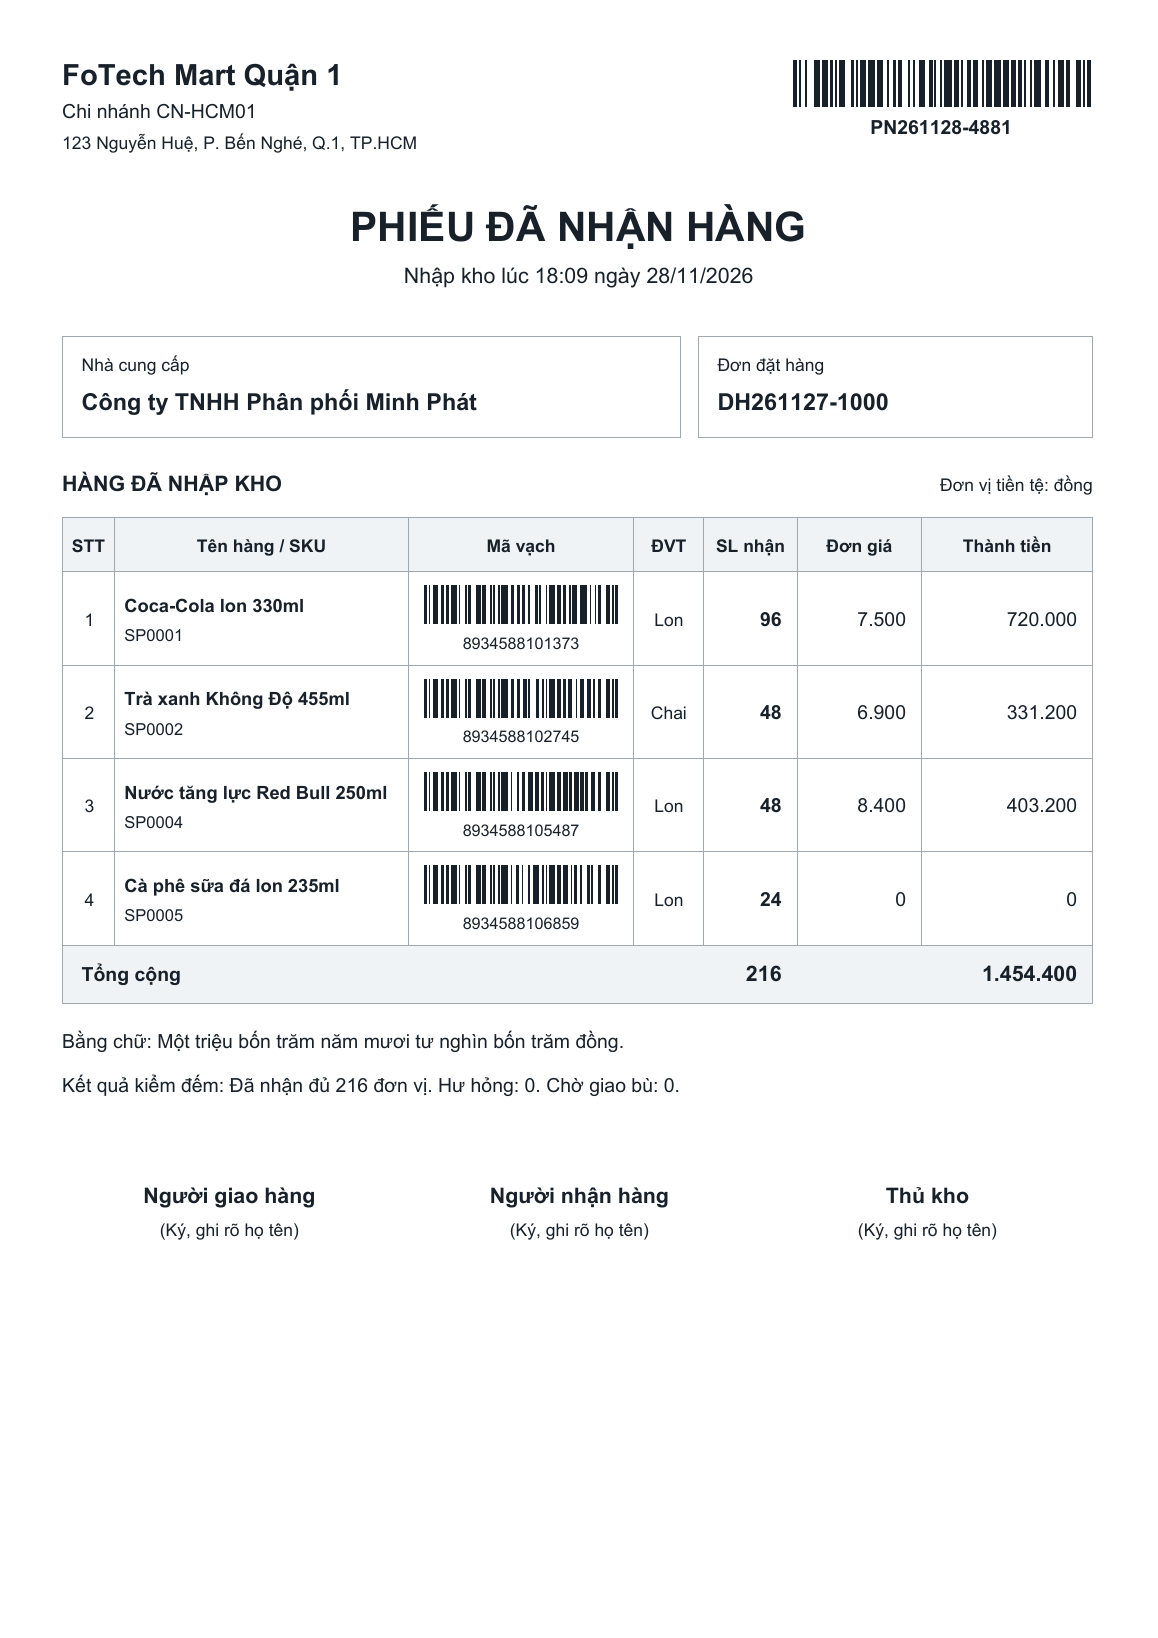 FoTech Mart Quận 1
Chi nhánh CN-HCM01
123 Nguyễn Huệ, P. Bến Nghé, Q.1, TP.HCM
PN261128-4881
PHIẾU ĐÃ NHẬN HÀNG
Nhập kho lúc 18:09 ngày 28/11/2026
Nhà cung cấp
Công ty TNHH Phân phối Minh Phát
Đơn đặt hàng
DH261127-1000
HÀNG ĐÃ NHẬP KHO
Đơn vị tiền tệ: đồng
STT Tên hàng / SKU Mã vạch ĐVT SL nhận Đơn giá Thành tiền
1 Coca-Cola lon 330ml
SP0001
8934588101373
Lon 96 7.500 720.000
2 Trà xanh Không Độ 455ml
SP0002
8934588102745
Chai 48 6.900 331.200
3 Nước tăng lực Red Bull 250ml
SP0004
8934588105487
Lon 48 8.400 403.200
4 Cà phê sữa đá lon 235ml
SP0005
8934588106859
Lon 24 0 0
Tổng cộng 216 1.454.400
Bằng chữ: Một triệu bốn trăm năm mươi tư nghìn bốn trăm đồng.
Kết quả kiểm đếm: Đã nhận đủ 216 đơn vị. Hư hỏng: 0. Chờ giao bù: 0.
Người giao hàng
(Ký, ghi rõ họ tên)
Người nhận hàng
(Ký, ghi rõ họ tên)
Thủ kho
(Ký, ghi rõ họ tên)